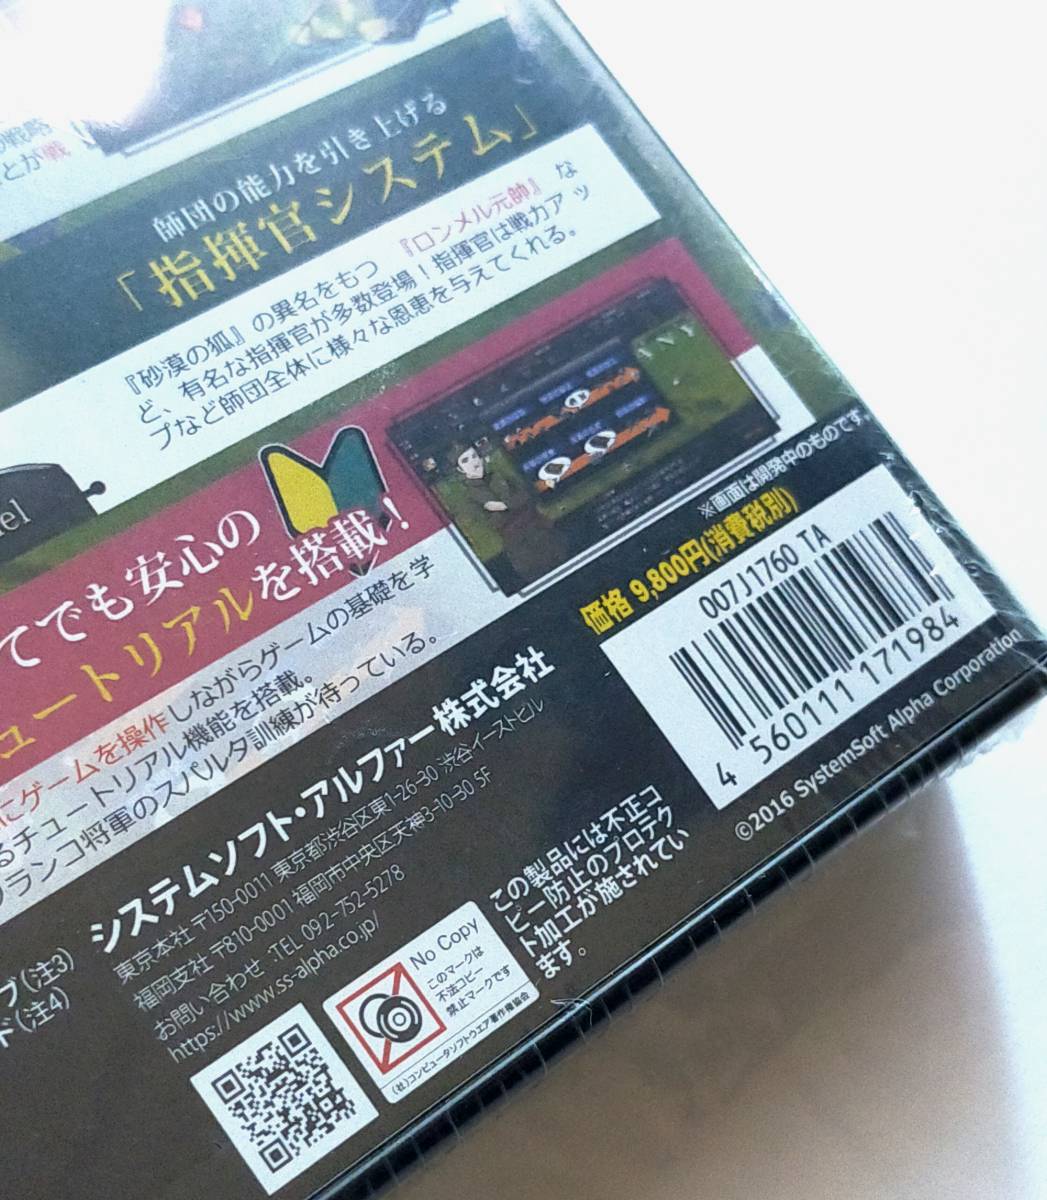 戦略
とが戦
師団の能力を引き上げる
「指揮官システム」
『砂漠の狐』の異名をもつ『ロンメル元帥』な
ど、有名な指揮官が多数登場！指揮官は戦力アッ
プなど師団全体に様々な恩恵を与えてくれる。
el
てでも安心の
ュートリアルを搭載！
にゲームを操作しながらゲームの基礎を学
るチュートリアル機能を搭載。
フランコ将軍のスパルタ訓練が待っている。
※画面は開発中のものです。
価格 9,800円(消費税別)
007J1760 TA
4 560111 171984
©2016 SystemSoft Alpha Corporation
システムソフト・アルファー株式会社
東京本社 〒150-0011 東京都渋谷区東1-26-30 渋谷イーストビル
福岡支社 〒810-0001 福岡市中央区天神3-10-30 5F
お問い合わせ :TEL 092-752-5278
https://www.ss-alpha.co.jp/
プ(注3)
ド(注4)
No Copy
このマークは
不法コピー
禁止マークです
(社)コンピュータソフトウエア著作権協会
この製品には不正コ
ピー防止のプロテク
ト加工が施されてい
ます。